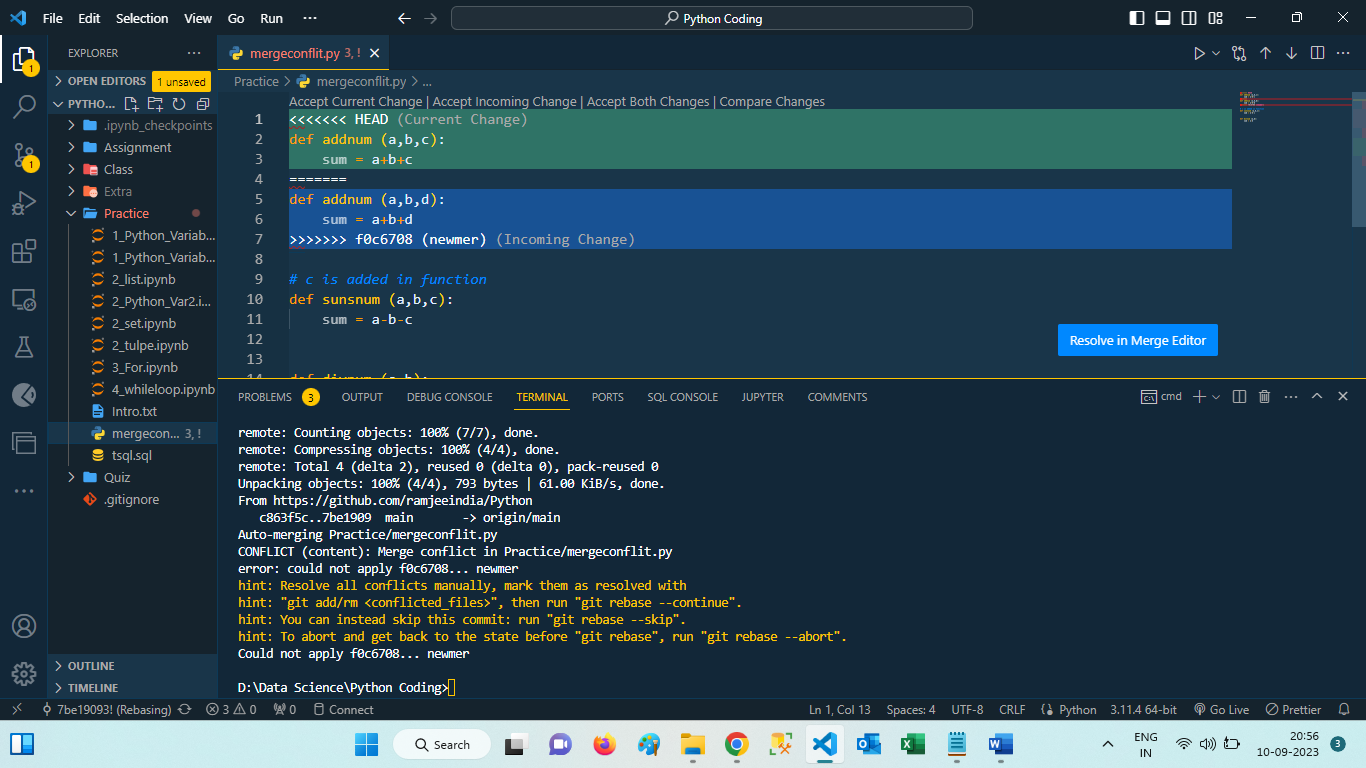 File Edit Selection View Go Run ···
Python Coding
EXPLORER ···
OPEN EDITORS 1 unsaved
PYTHO...
.ipynb_checkpoints
Assignment
Class
Extra
Practice
1_Python_Variab...
1_Python_Variab...
2_list.ipynb
2_Python_Var2.i...
2_set.ipynb
2_tulpe.ipynb
3_For.ipynb
4_whileloop.ipynb
Intro.txt
mergecon... 3, !
tsql.sql
Quiz
.gitignore
OUTLINE
TIMELINE
1
1
mergeconflit.py 3, !
Practice > mergeconflit.py > ...
Accept Current Change | Accept Incoming Change | Accept Both Changes | Compare Changes
1 <<<<<<< HEAD (Current Change)
2 def addnum (a,b,c):
3 sum = a+b+c
4 =======
5 def addnum (a,b,d):
6 sum = a+b+d
7 >>>>>>> f0c6708 (newmer) (Incoming Change)
8
9 # c is added in function
10 def sunsnum (a,b,c):
11 sum = a-b-c
12
13
14 def divnum (a,b):
Resolve in Merge Editor
PROBLEMS 3 OUTPUT DEBUG CONSOLE TERMINAL PORTS SQL CONSOLE JUPYTER COMMENTS cmd
remote: Counting objects: 100% (7/7), done.
remote: Compressing objects: 100% (4/4), done.
remote: Total 4 (delta 2), reused 0 (delta 0), pack-reused 0
Unpacking objects: 100% (4/4), 793 bytes | 61.00 KiB/s, done.
From https://github.com/ramjeeindia/Python
c863f5c..7be1909 main -> origin/main
Auto-merging Practice/mergeconflit.py
CONFLICT (content): Merge conflict in Practice/mergeconflit.py
error: could not apply f0c6708... newmer
hint: Resolve all conflicts manually, mark them as resolved with
hint: "git add/rm <conflicted_files>", then run "git rebase --continue".
hint: You can instead skip this commit: run "git rebase --skip".
hint: To abort and get back to the state before "git rebase", run "git rebase --abort".
Could not apply f0c6708... newmer
D:\Data Science\Python Coding>
7be19093! (Rebasing) 3 0 0 Connect Ln 1, Col 13 Spaces: 4 UTF-8 CRLF Python 3.11.4 64-bit Go Live Prettier
Search
ENG
IN
20:56
10-09-2023
3